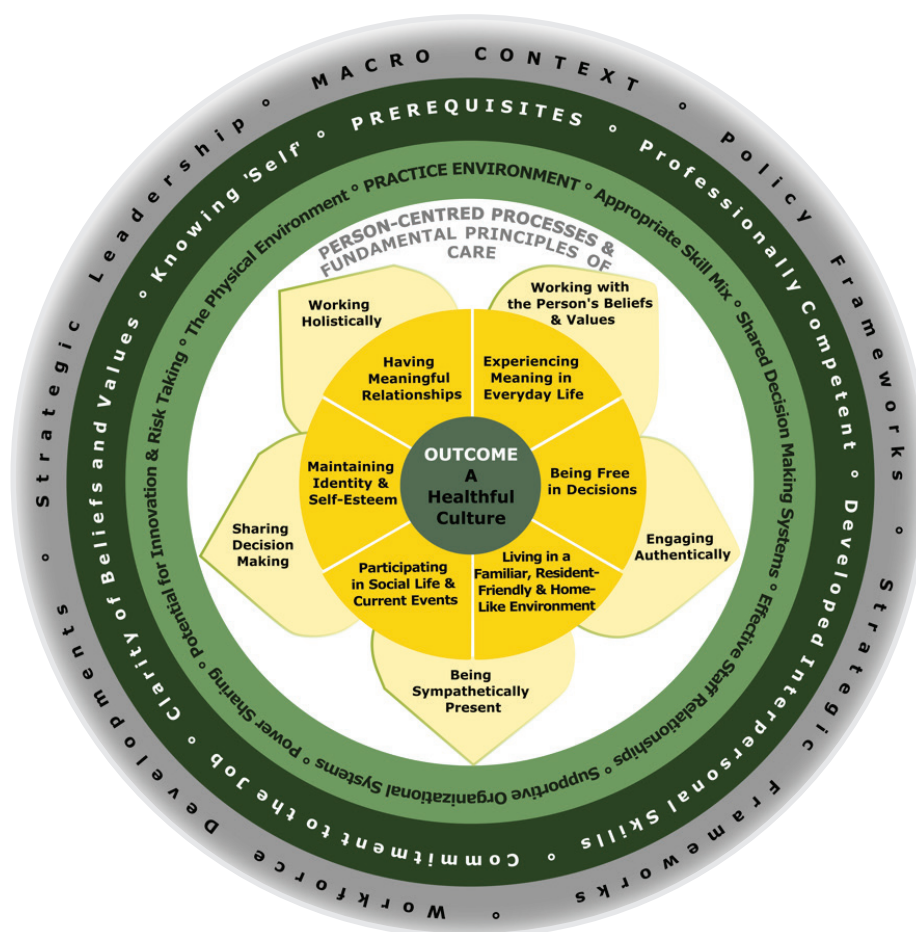 MACRO CONTEXT ° Policy Frameworks ° Strategic Frameworks ° Workforce Developments ° Strategic Leadership °
PREREQUISITES ° Professionally Competent ° Developed Interpersonal Skills ° Commitment to the Job ° Clarity of Beliefs and Values ° Knowing 'Self' °
PRACTICE ENVIRONMENT ° Appropriate Skill Mix ° Shared Decision Making Systems ° Effective Staff Relationships ° Supportive Organizational Systems ° Power Sharing ° Potential for Innovation & Risk Taking ° The Physical Environment °
PERSON-CENTRED PROCESSES &
FUNDAMENTAL PRINCIPLES OF
CARE
Working
Holistically
Working with
the Person's Beliefs
& Values
Engaging
Authentically
Being
Sympathetically
Present
Sharing
Decision
Making
Having
Meaningful
Relationships
Experiencing
Meaning in
Everyday Life
Being Free
in Decisions
Living in a
Familiar, Resident-
Friendly & Home-
Like Environment
Participating
in Social Life &
Current Events
Maintaining
Identity &
Self-Esteem
OUTCOME
A
Healthful
Culture